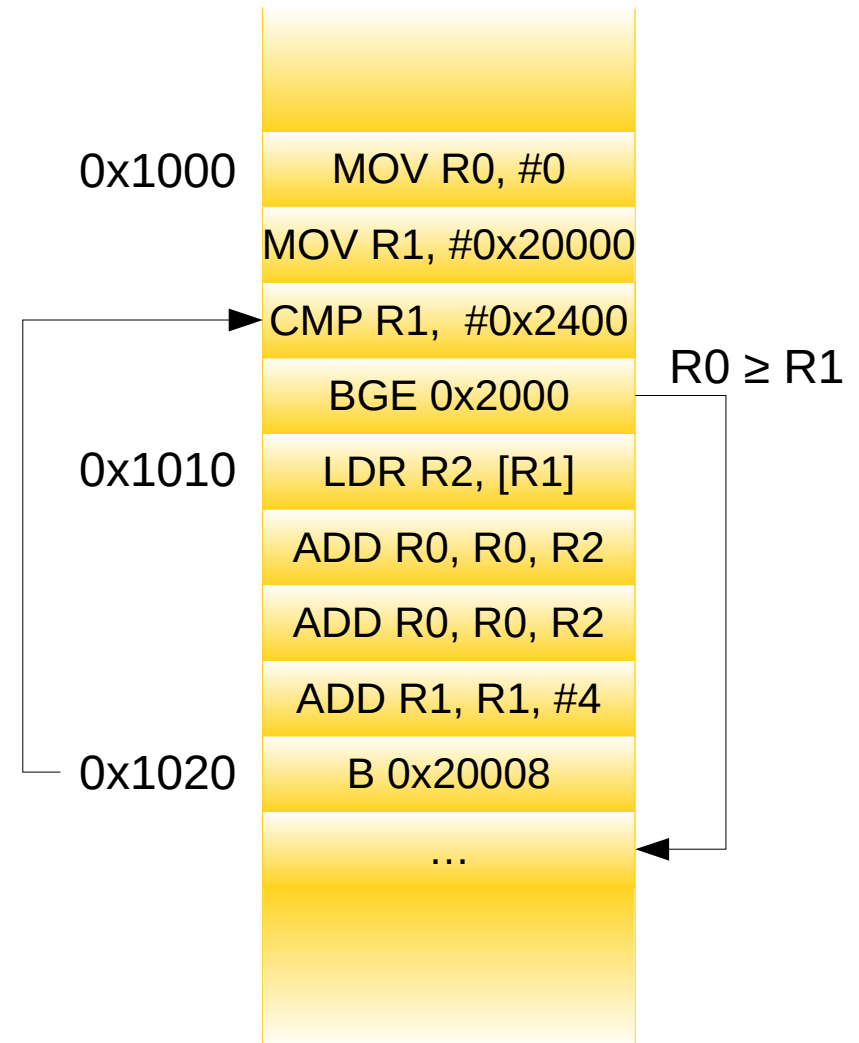 0x1000 MOV R0, #0
MOV R1, #0x20000
CMP R1, #0x2400
R0 ≥ R1
BGE 0x2000
0x1010 LDR R2, [R1]
ADD R0, R0, R2
ADD R0, R0, R2
ADD R1, R1, #4
0x1020 B 0x20008
...